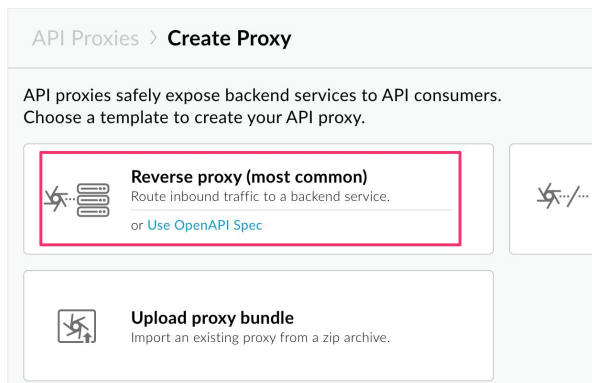 API Proxies > Create Proxy
API proxies safely expose backend services to API consumers.
Choose a template to create your API proxy.
Reverse proxy (most common)
Route inbound traffic to a backend service.
or Use OpenAPI Spec
Upload proxy bundle
Import an existing proxy from a zip archive.